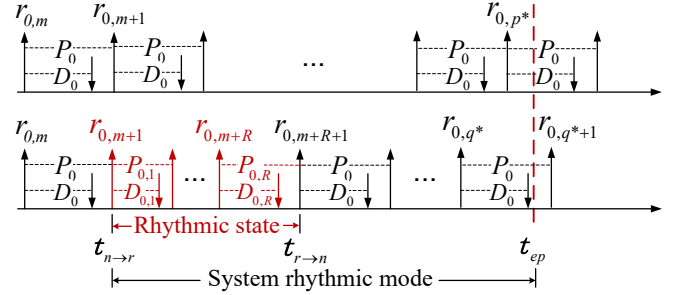 r0,m r0,m+1 r0,p*
P0 P0 ... P0 P0
D0 D0 D0 D0
r0,m r0,m+1 r0,m+R r0,m+R+1 r0,q* r0,q*+1
P0 P0,1 ... P0,R P0 ... P0
D0 D0,1 D0,R D0 D0
Rhythmic state
tn→r tr→n tep
System rhythmic mode